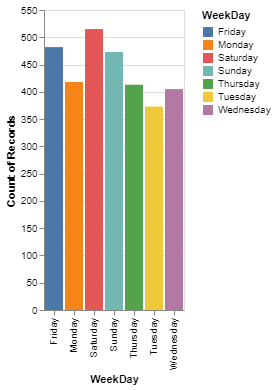 550
500
450
400
350
300
250
200
150
100
50
0
Count of Records
Friday
Monday
Saturday
Sunday
Thursday
Tuesday
Wednesday
WeekDay
WeekDay
Friday
Monday
Saturday
Sunday
Thursday
Tuesday
Wednesday